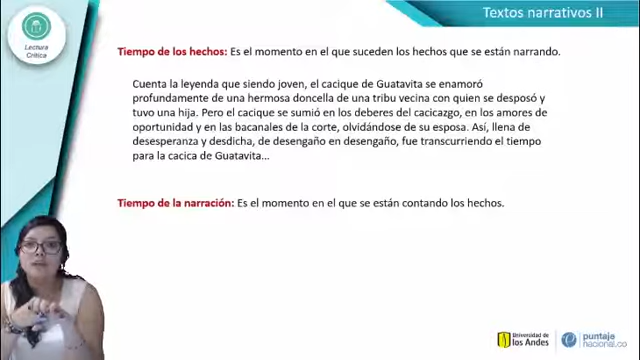 Textos narrativos II
Lectura
Crítica
Tiempo de los hechos: Es el momento en el que suceden los hechos que se están narrando.
Cuenta la leyenda que siendo joven, el cacique de Guatavita se enamoró
profundamente de una hermosa doncella de una tribu vecina con quien se desposó y
tuvo una hija. Pero el cacique se sumió en los deberes del cacicazgo, en los amores de
oportunidad y en las bacanales de la corte, olvidándose de su esposa. Así, llena de
desesperanza y desdicha, de desengaño en desengaño, fue transcurriendo el tiempo
para la cacica de Guatavita...
Tiempo de la narración: Es el momento en el que se están contando los hechos.
Universidad de
los Andes
puntaje
nacional.co